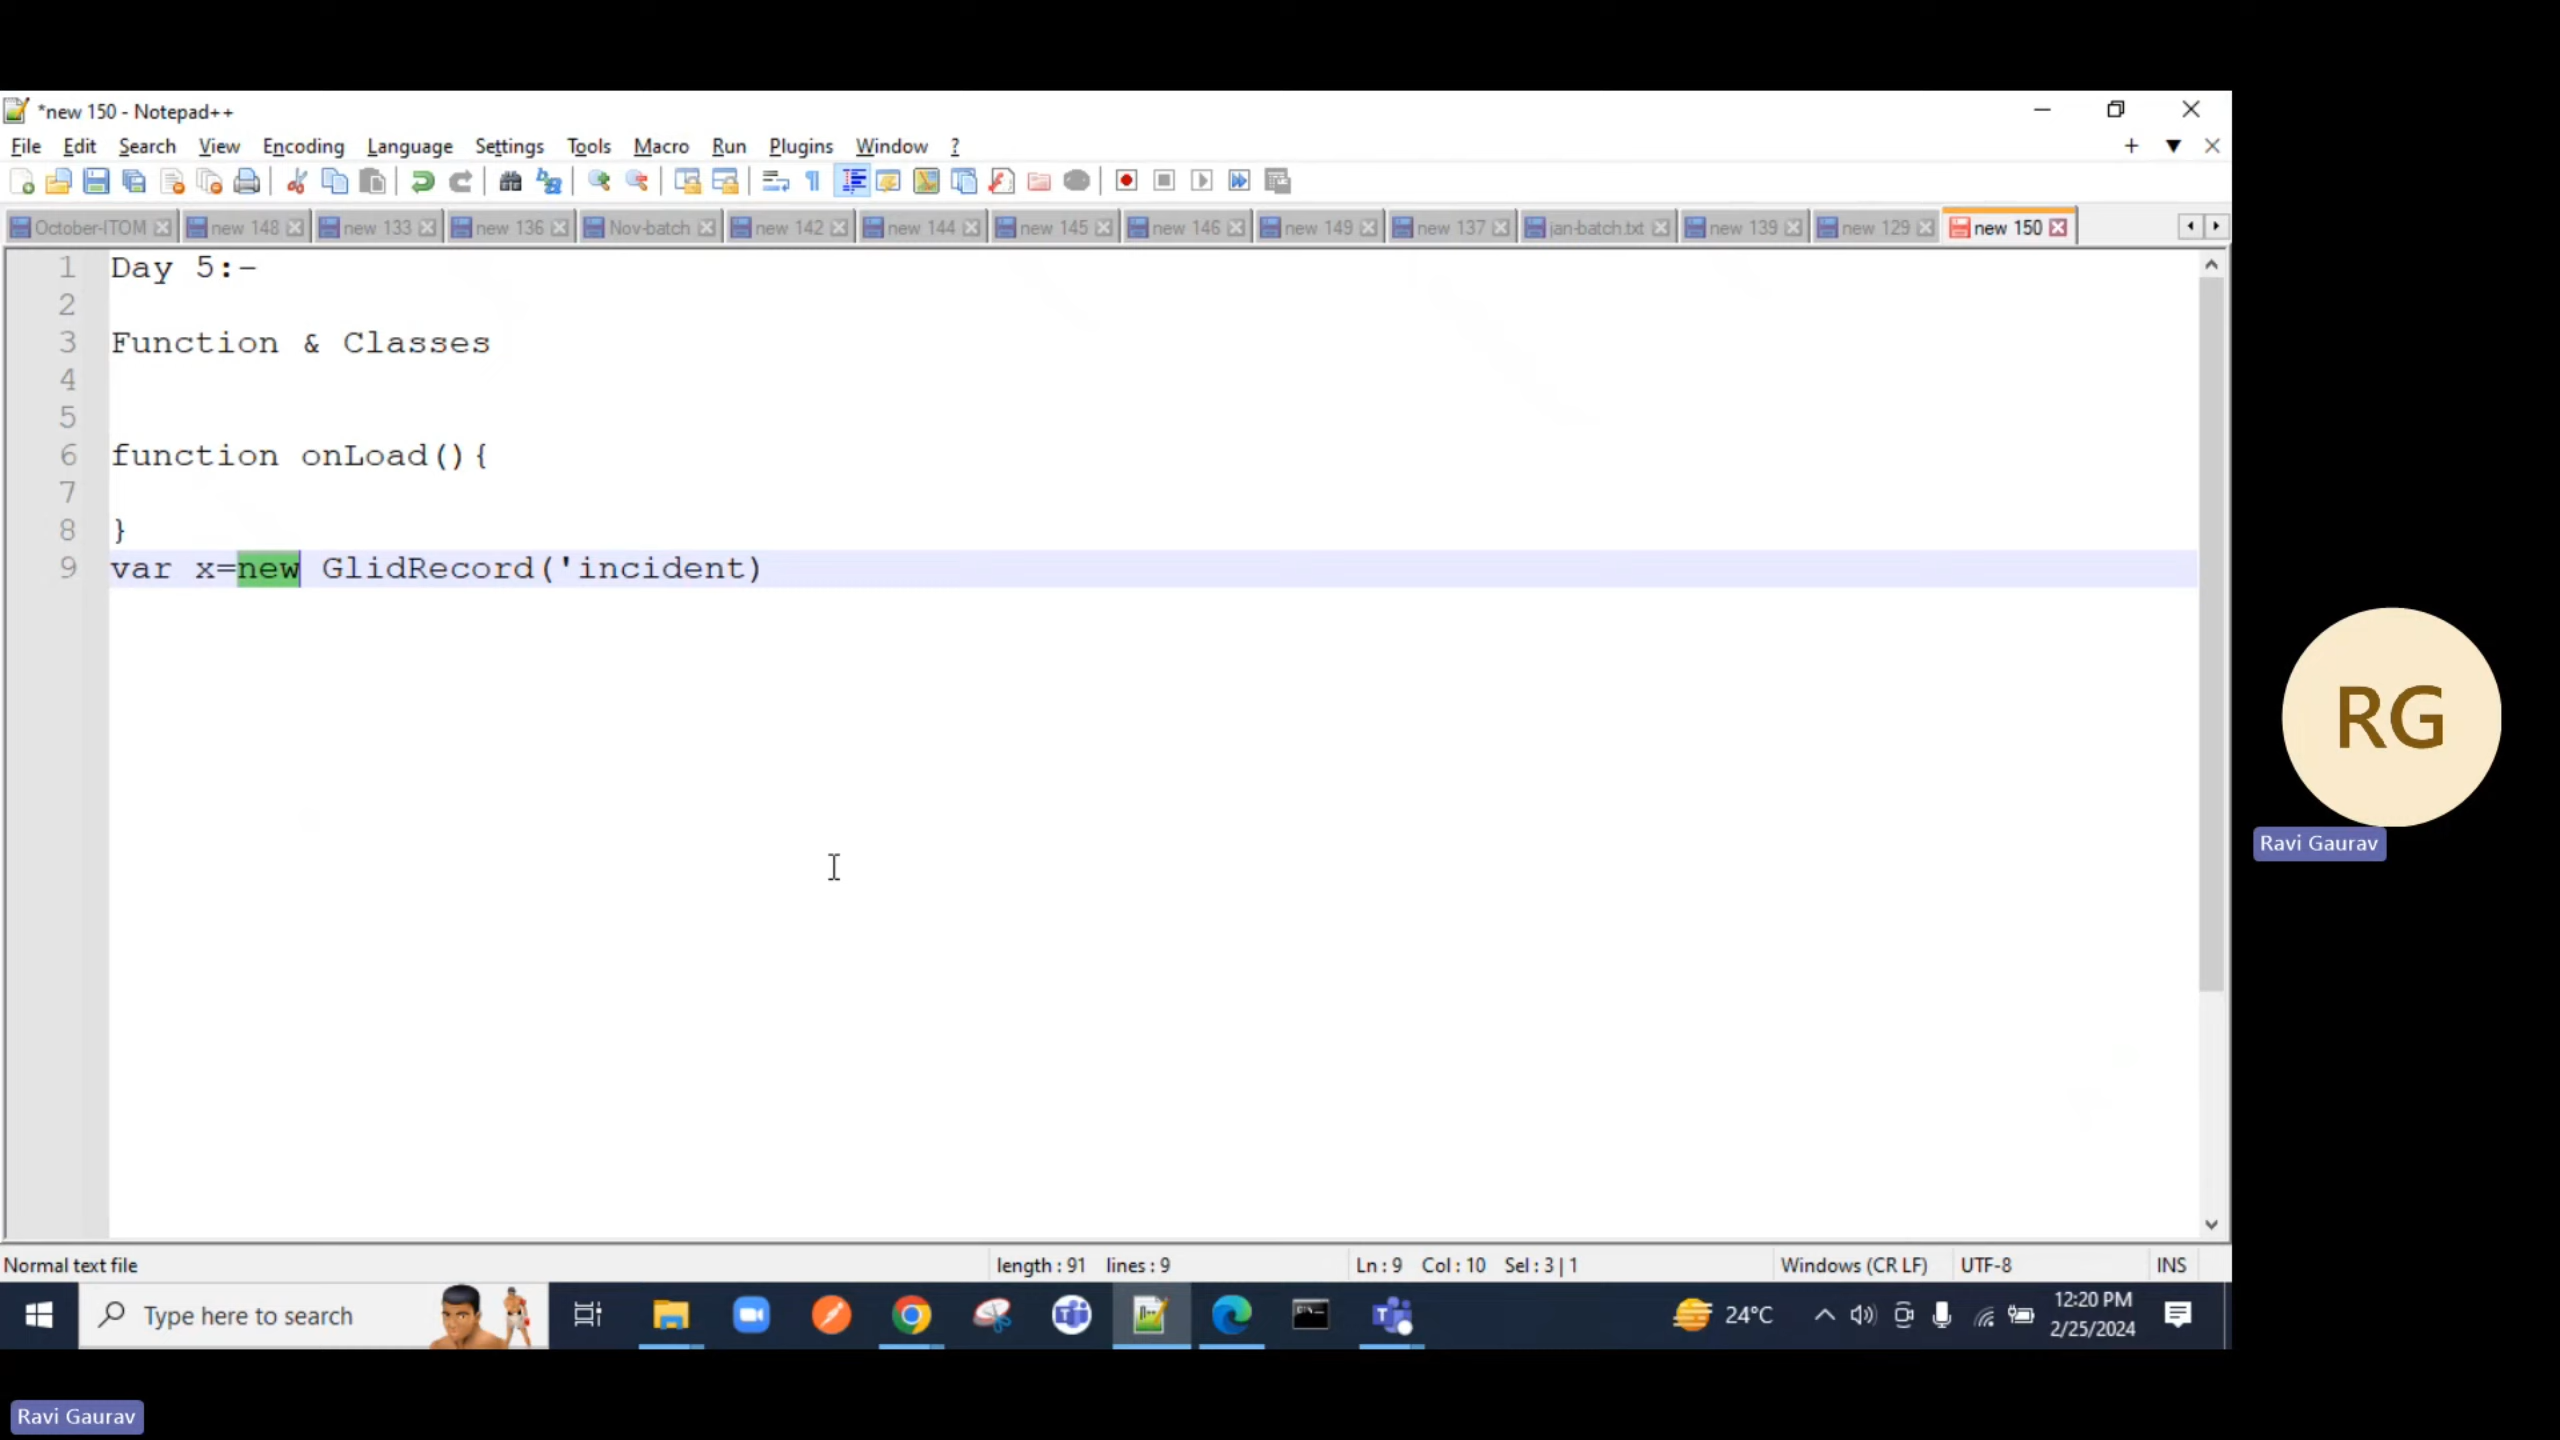 *new 150 - Notepad++
File Edit Search View Encoding Language Settings Tools Macro Run Plugins Window ?
October-ITOM new 148 new 133 new 136 Nov-batch new 142 new 144 new 145 new 146 new 149 new 137 jan-batch.txt new 139 new 129 new 150
1 Day 5:-
2
3 Function & Classes
4
5
6 function onLoad(){
7
8 }
9 var x=new GlidRecord('incident)
RG
Ravi Gaurav
Normal text file length : 91 lines : 9 Ln : 9 Col : 10 Sel : 3 | 1 Windows (CR LF) UTF-8 INS
Type here to search 24°C 12:20 PM
2/25/2024
Ravi Gaurav